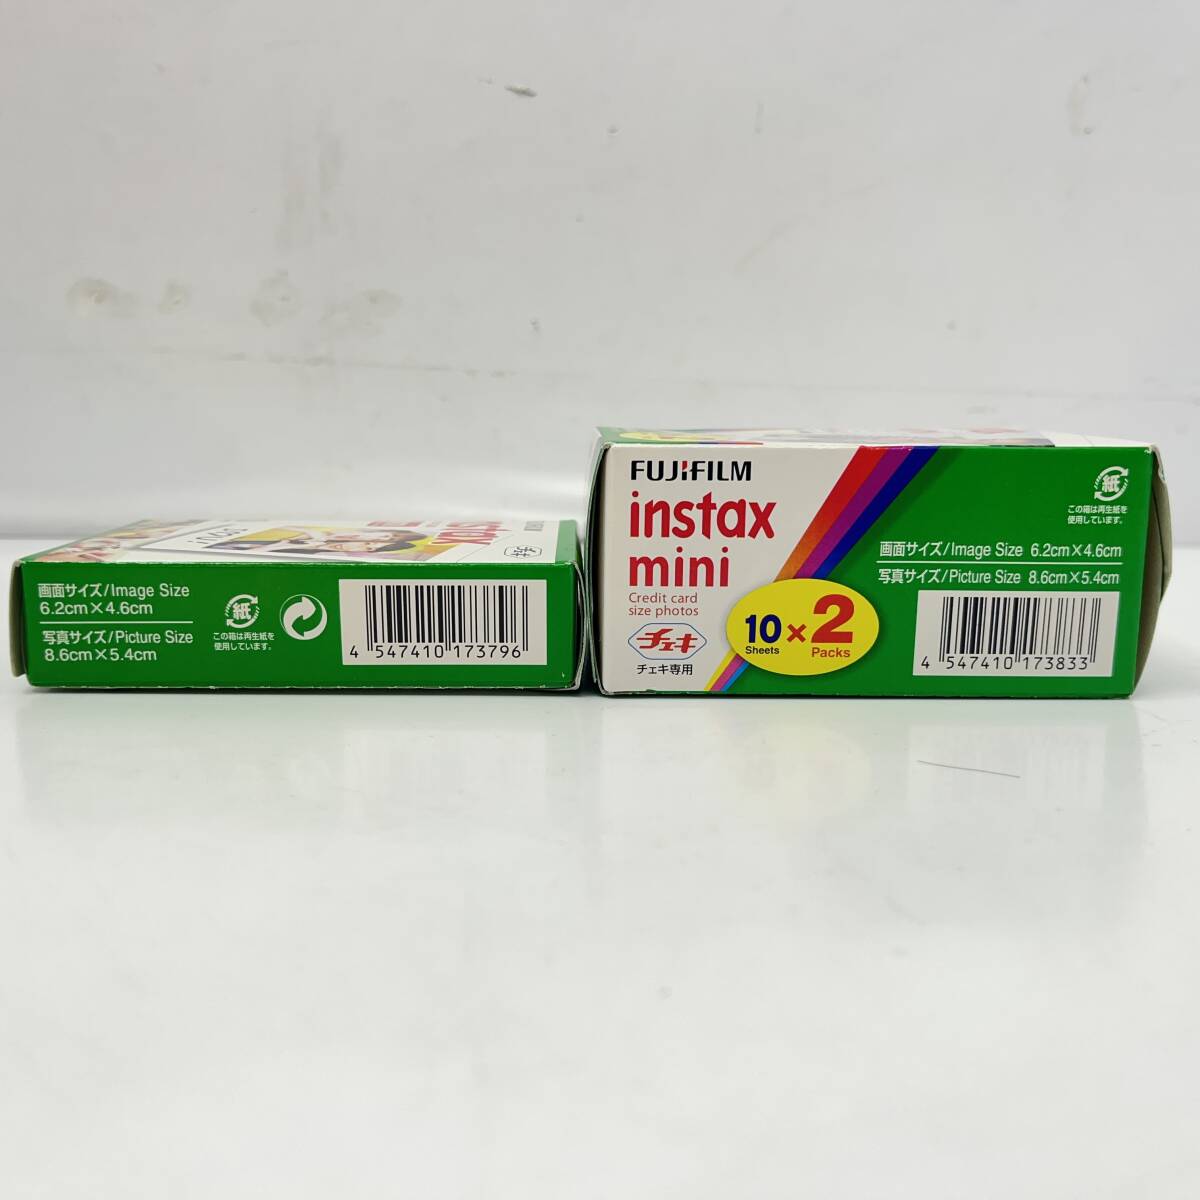 画面サイズ/Image Size
6.2cm×4.6cm
写真サイズ/Picture Size
8.6cm×5.4cm
紙
この箱は再生紙を
使用しています。
4 547410 173796
チェキ
FUJIFILM
instax
mini
Credit card
size photos
チェキ
チェキ専用
10×2
Sheets Packs
紙
この箱は再生紙を
使用しています。
画面サイズ/Image Size 6.2cm×4.6cm
写真サイズ/Picture Size 8.6cm×5.4cm
4 547410 173833